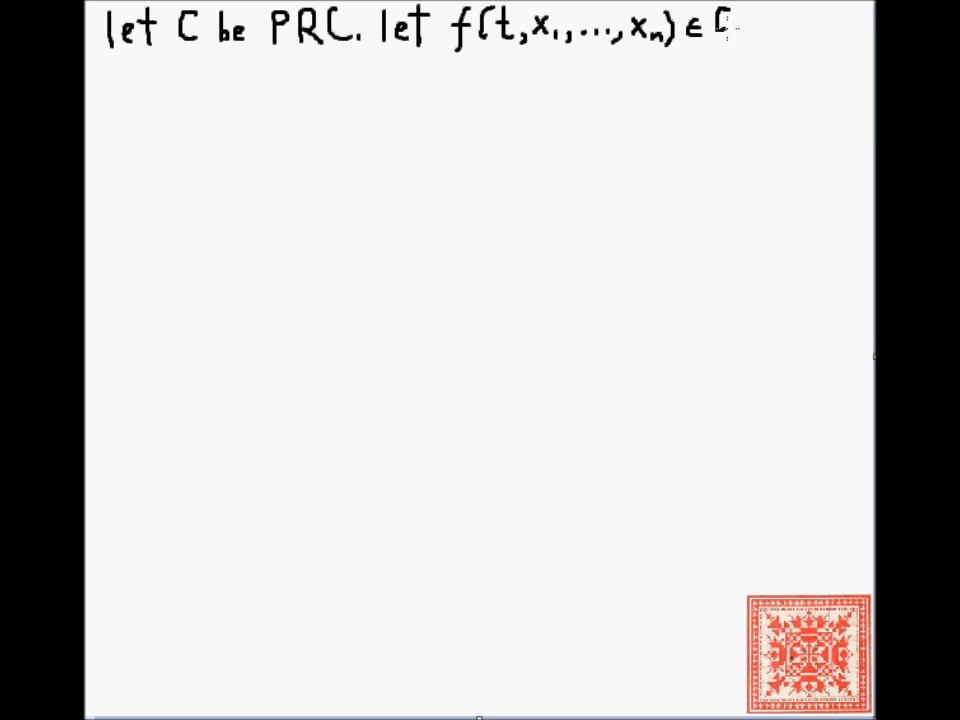 let C be PRC. let f(t,x₁,...,xₙ) ∈ C